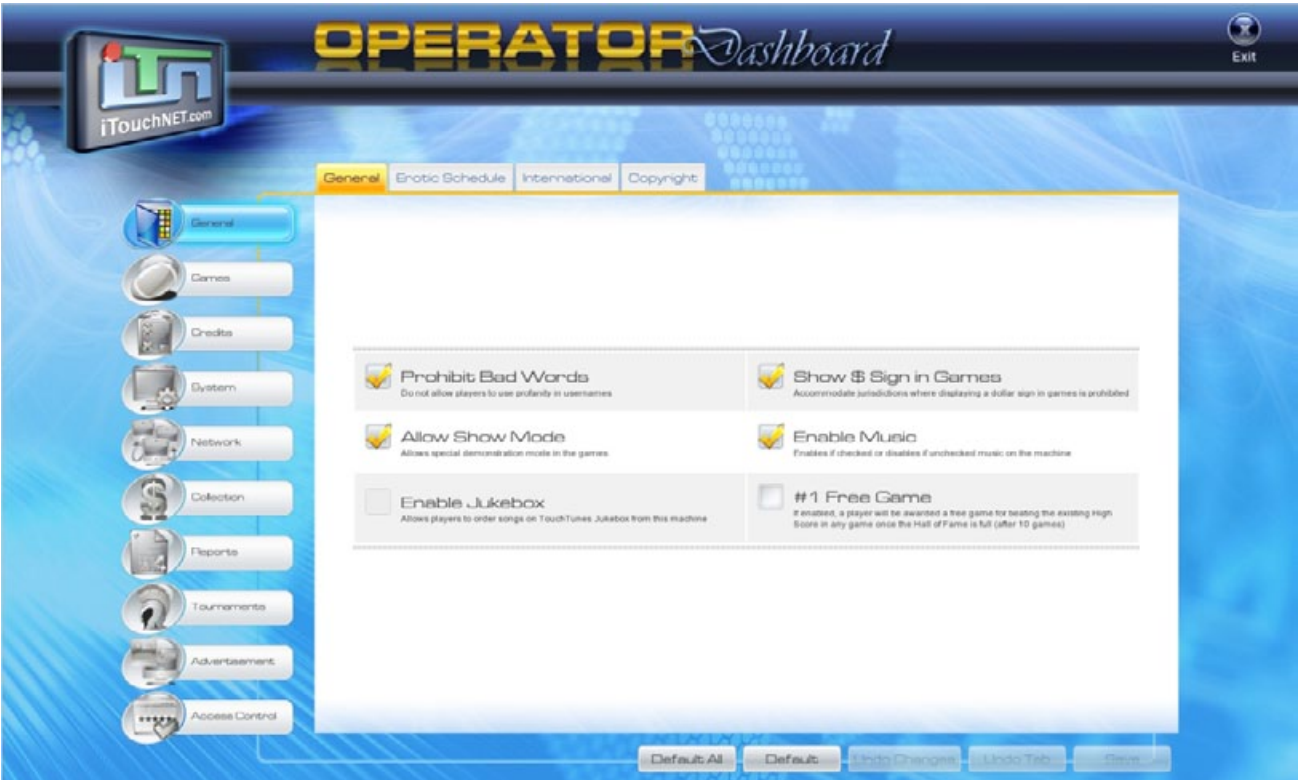 OPERATOR Dashboard
Exit
iTn
iTouchNET.com
General
Erotic Schedule
International
Copyright
General
Games
Credits
System
Network
Collection
Reports
Tournaments
Advertisement
Access Control
Prohibit Bad Words
Do not allow players to use profanity in usernames
Show $ Sign in Games
Accommodate jurisdictions where displaying a dollar sign in games is prohibited
Allow Show Mode
Allows special demonstration mode in the games
Enable Music
Enables if checked or disables if unchecked music on the machine
Enable Jukebox
Allows players to order songs on TouchTunes Jukebox from this machine
#1 Free Game
If enabled, a player will be awarded a free game for beating the existing High
Score in any game once the Hall of Fame is full (after 10 games)
Default All
Default
Undo Changes
Undo Tab
Save